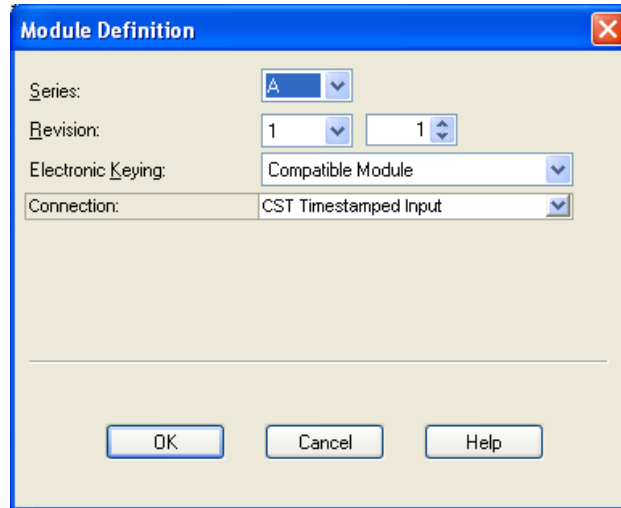 Module Definition
Series: A
Revision: 1 1
Electronic Keying: Compatible Module
Connection: CST Timestamped Input
OK Cancel Help